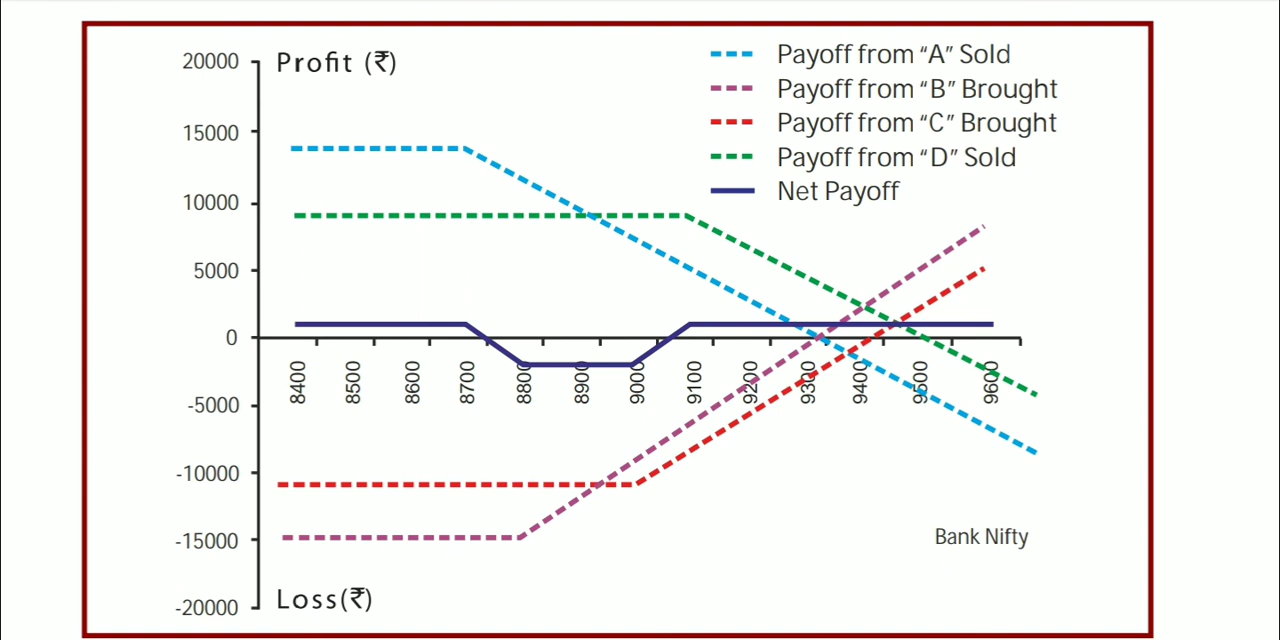 20000
Profit (₹)
15000
10000
5000
0
-5000
-10000
-15000
-20000
Payoff from “A” Sold
Payoff from “B” Brought
Payoff from “C” Brought
Payoff from “D” Sold
Net Payoff
8400 8500 8600 8700 8800 8900 9000 9100 9200 9300 9400 9500 9600
Bank Nifty
Loss(₹)